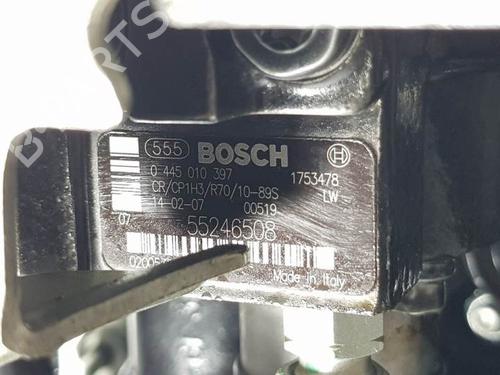 555 BOSCH
0 445 010 397 1753478
CR/CP1H3/R70/10-89S LW
14-02-07 00519
07 55246508
Made in Italy
B-PARTS